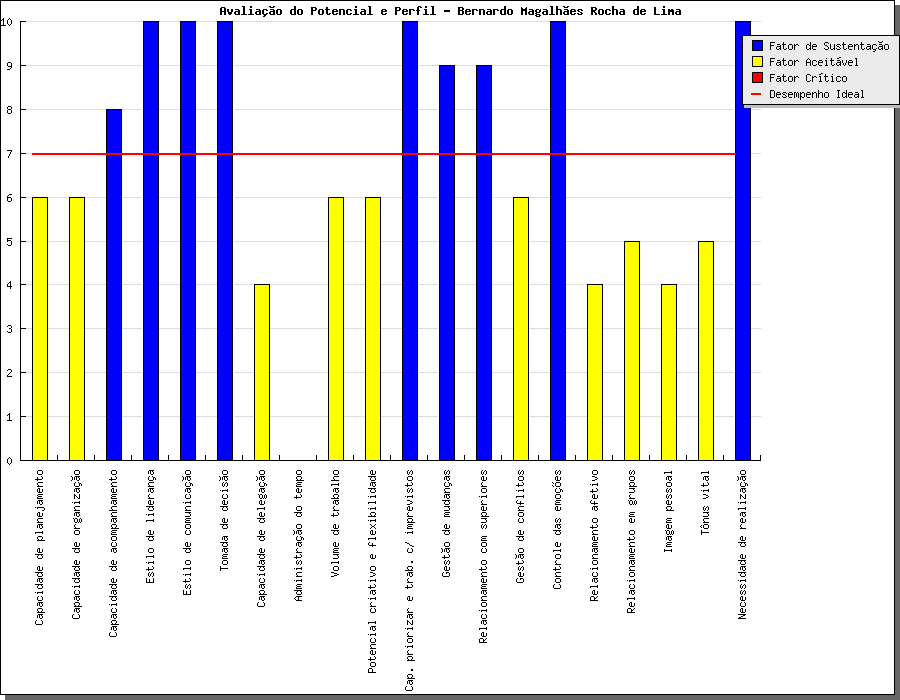 Avaliação do Potencial e Perfil - Bernardo Magalhães Rocha de Lima
Fator de Sustentação
Fator Aceitável
Fator Crítico
Desempenho Ideal
10
9
8
7
6
5
4
3
2
1
0
Capacidade de planejamento
Capacidade de organização
Capacidade de acompanhamento
Estilo de liderança
Estilo de comunicação
Tomada de decisão
Capacidade de delegação
Administração do tempo
Volume de trabalho
Potencial criativo e flexibilidade
Cap. priorizar e trab. c/ imprevistos
Gestão de mudanças
Relacionamento com superiores
Gestão de conflitos
Controle das emoções
Relacionamento afetivo
Relacionamento em grupos
Imagem pessoal
Tônus vital
Necessidade de realização